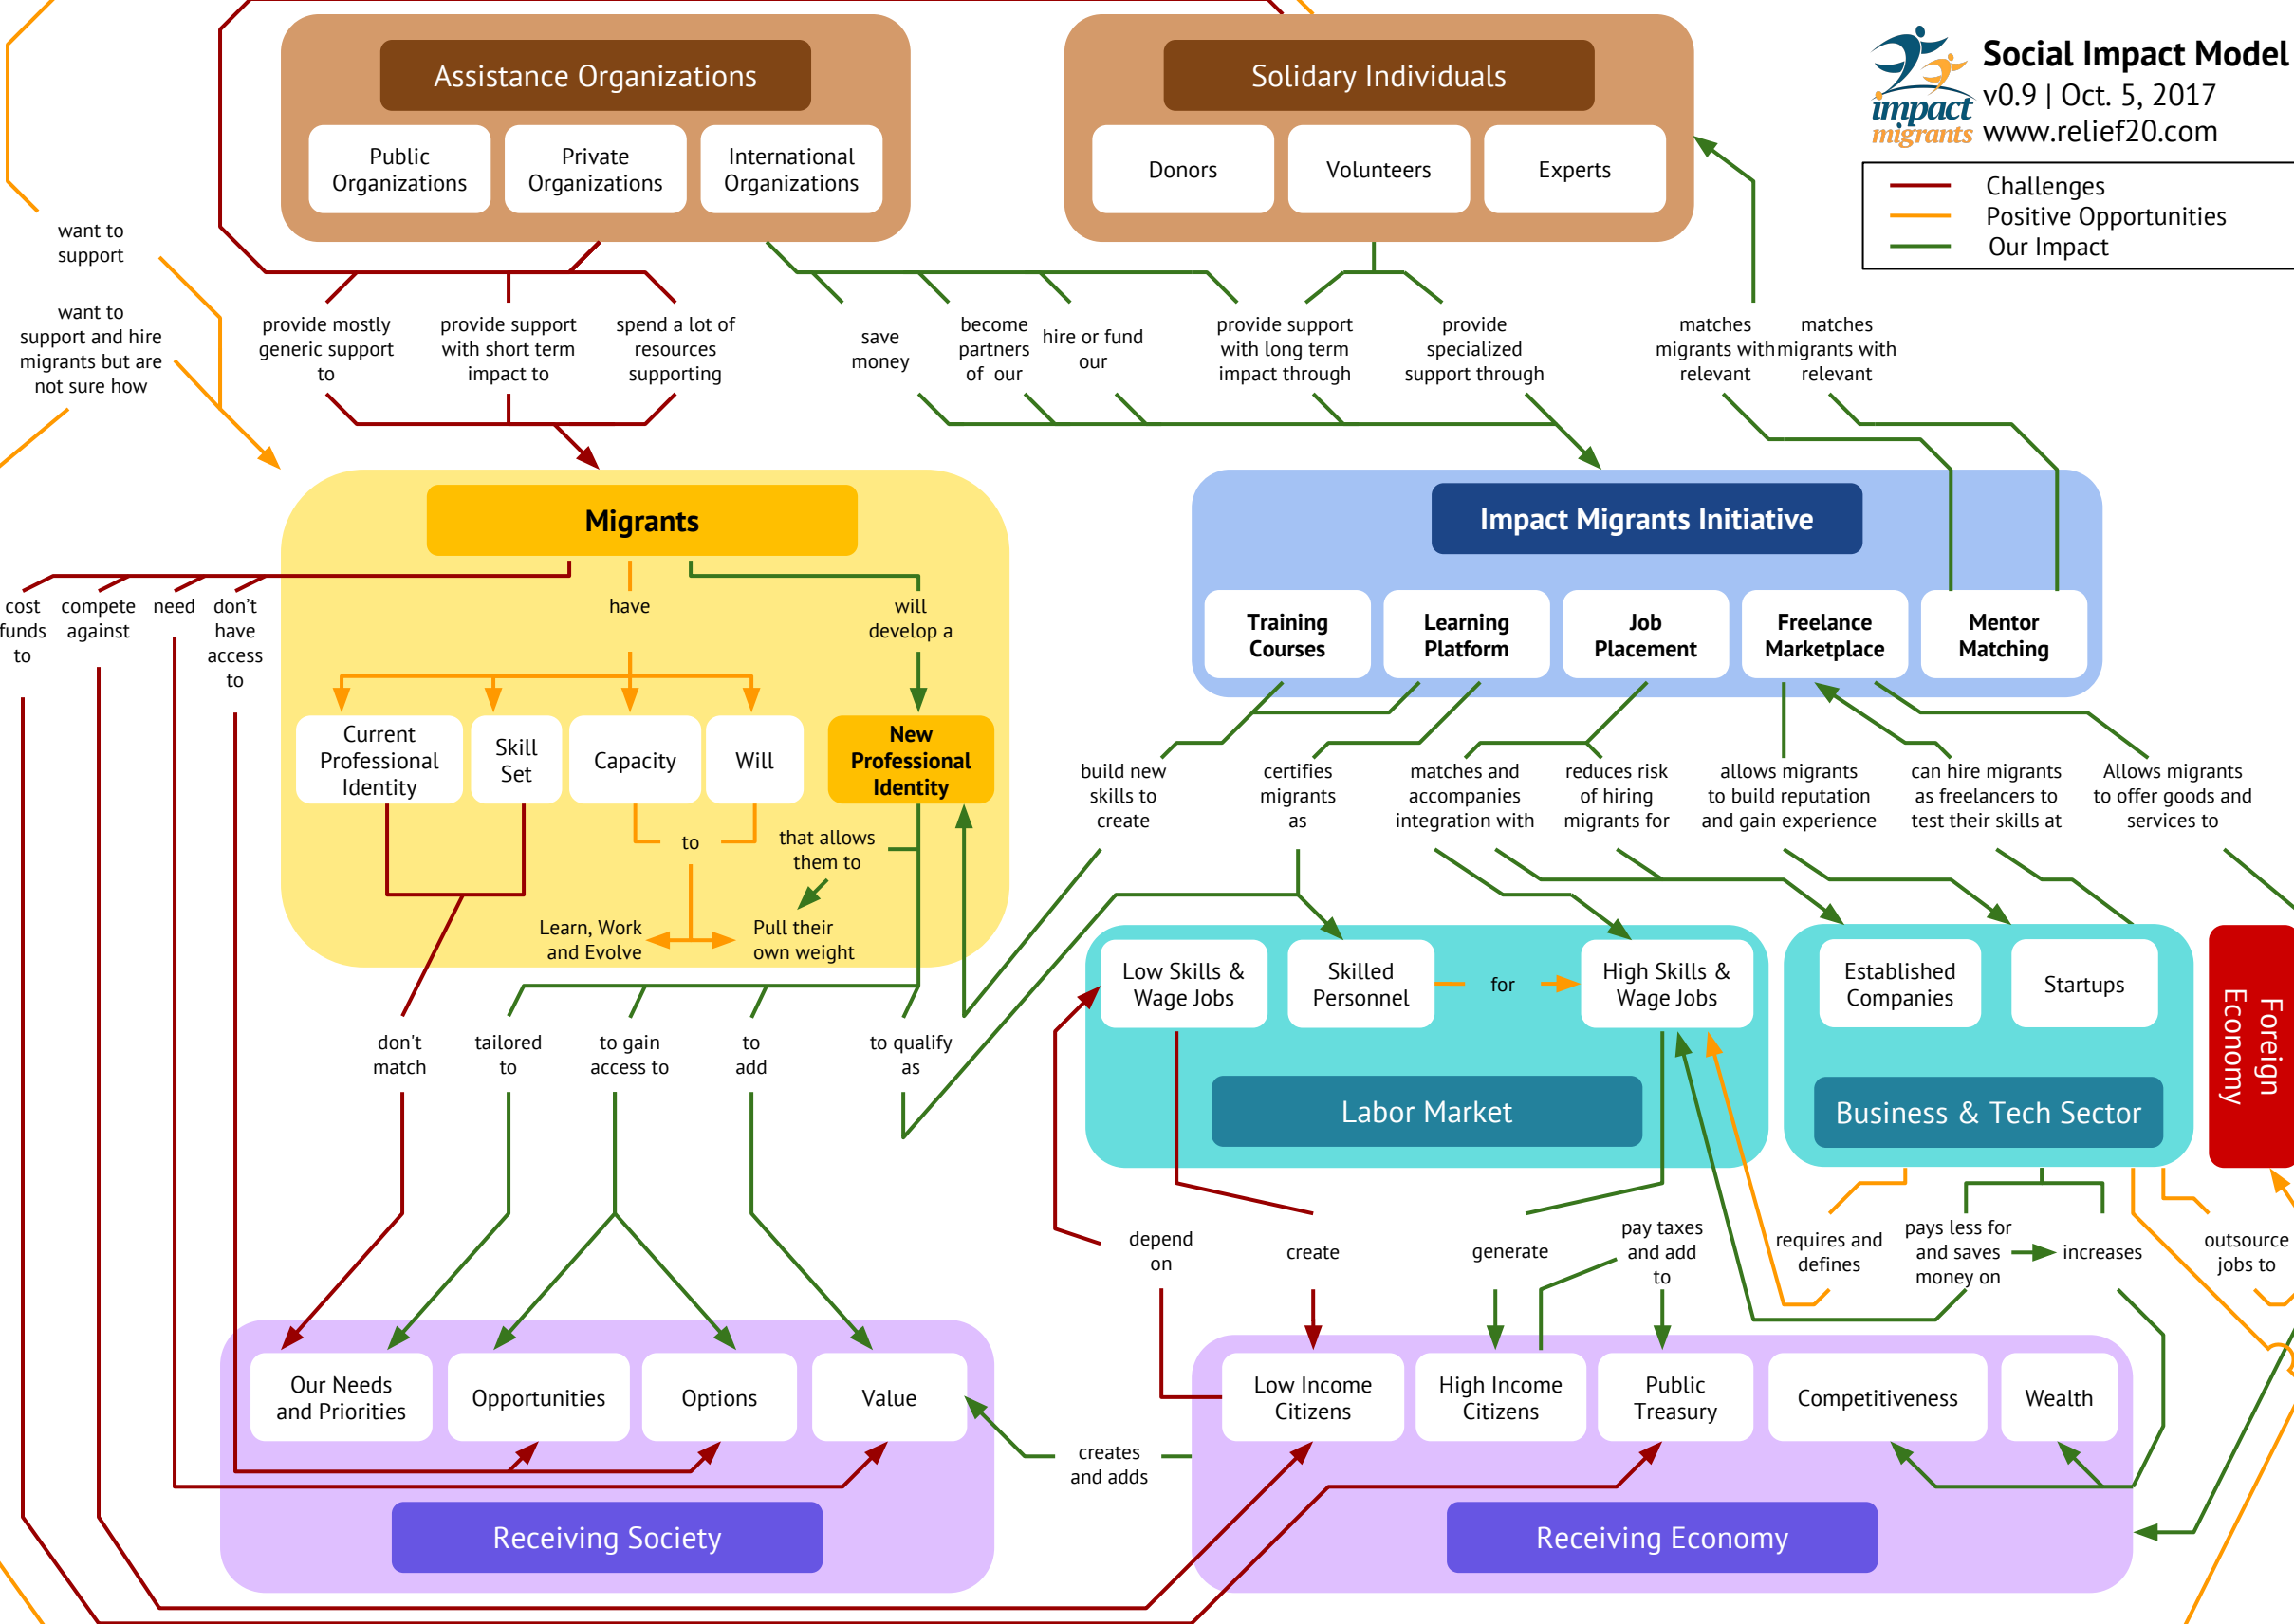 Assistance Organizations
Public
Organizations
Private
Organizations
International
Organizations
Solidary Individuals
Donors
Volunteers
Experts
impact
migrants
Social Impact Model
v0.9 | Oct. 5, 2017
www.relief20.com
Challenges
Positive Opportunities
Our Impact
want to
support
want to
support and hire
migrants but are
not sure how
provide mostly
generic support
to
provide support
with short term
impact to
spend a lot of
resources
supporting
save
money
become
partners
of our
hire or fund
our
provide support
with long term
impact through
provide
specialized
support through
matches
migrants with
relevant
matches
migrants with
relevant
Migrants
Impact Migrants Initiative
cost
funds
to
compete
against
need
don't
have
access
to
have
will
develop a
Training
Courses
Learning
Platform
Job
Placement
Freelance
Marketplace
Mentor
Matching
Current
Professional
Identity
Skill
Set
Capacity
Will
New
Professional
Identity
to
that allows
them to
Learn, Work
and Evolve
Pull their
own weight
build new
skills to
create
certifies
migrants
as
matches and
accompanies
integration with
reduces risk
of hiring
migrants for
allows migrants
to build reputation
and gain experience
can hire migrants
as freelancers to
test their skills at
Allows migrants
to offer goods and
services to
Low Skills &
Wage Jobs
Skilled
Personnel
for
High Skills &
Wage Jobs
Established
Companies
Startups
Foreign
Economy
Labor Market
Business & Tech Sector
don't
match
tailored
to
to gain
access to
to
add
to qualify
as
depend
on
create
generate
pay taxes
and add
to
requires and
defines
pays less for
and saves
money on
increases
outsource
jobs to
Our Needs
and Priorities
Opportunities
Options
Value
creates
and adds
Low Income
Citizens
High Income
Citizens
Public
Treasury
Competitiveness
Wealth
Receiving Society
Receiving Economy